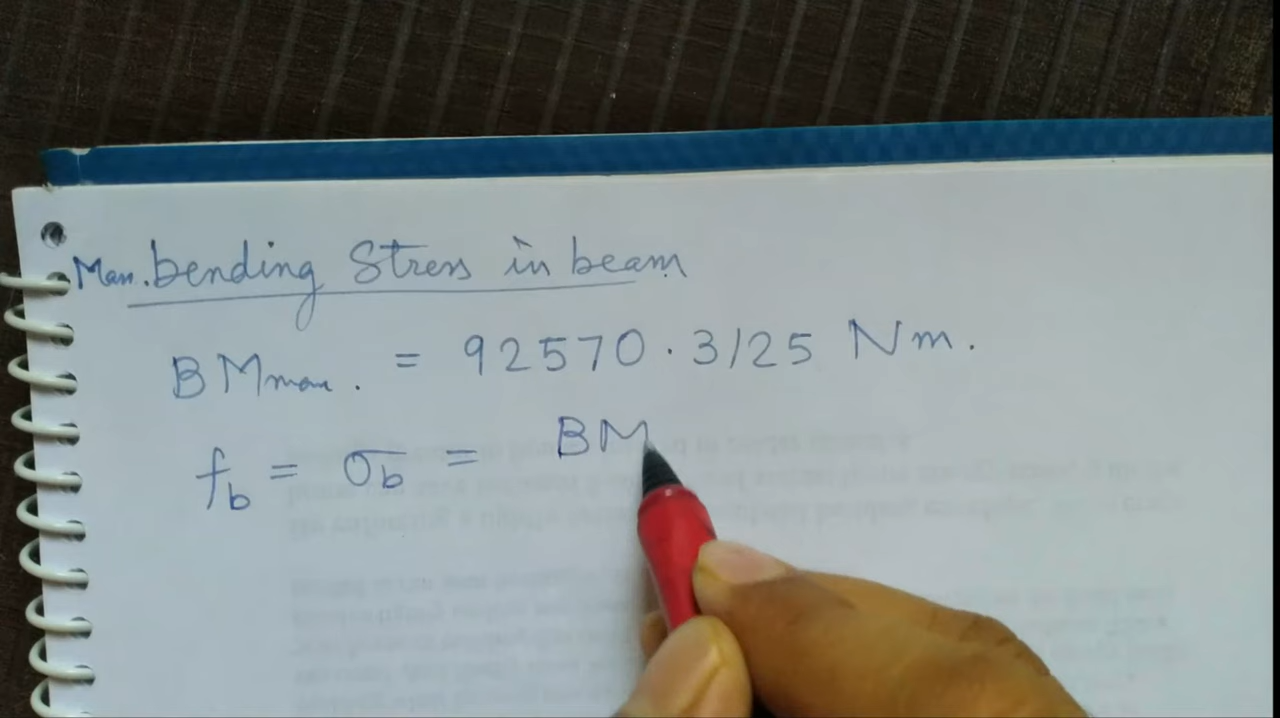 Max. bending Stress in beam
BMmax. = 92570.3125 Nm.
fb = σb = BM